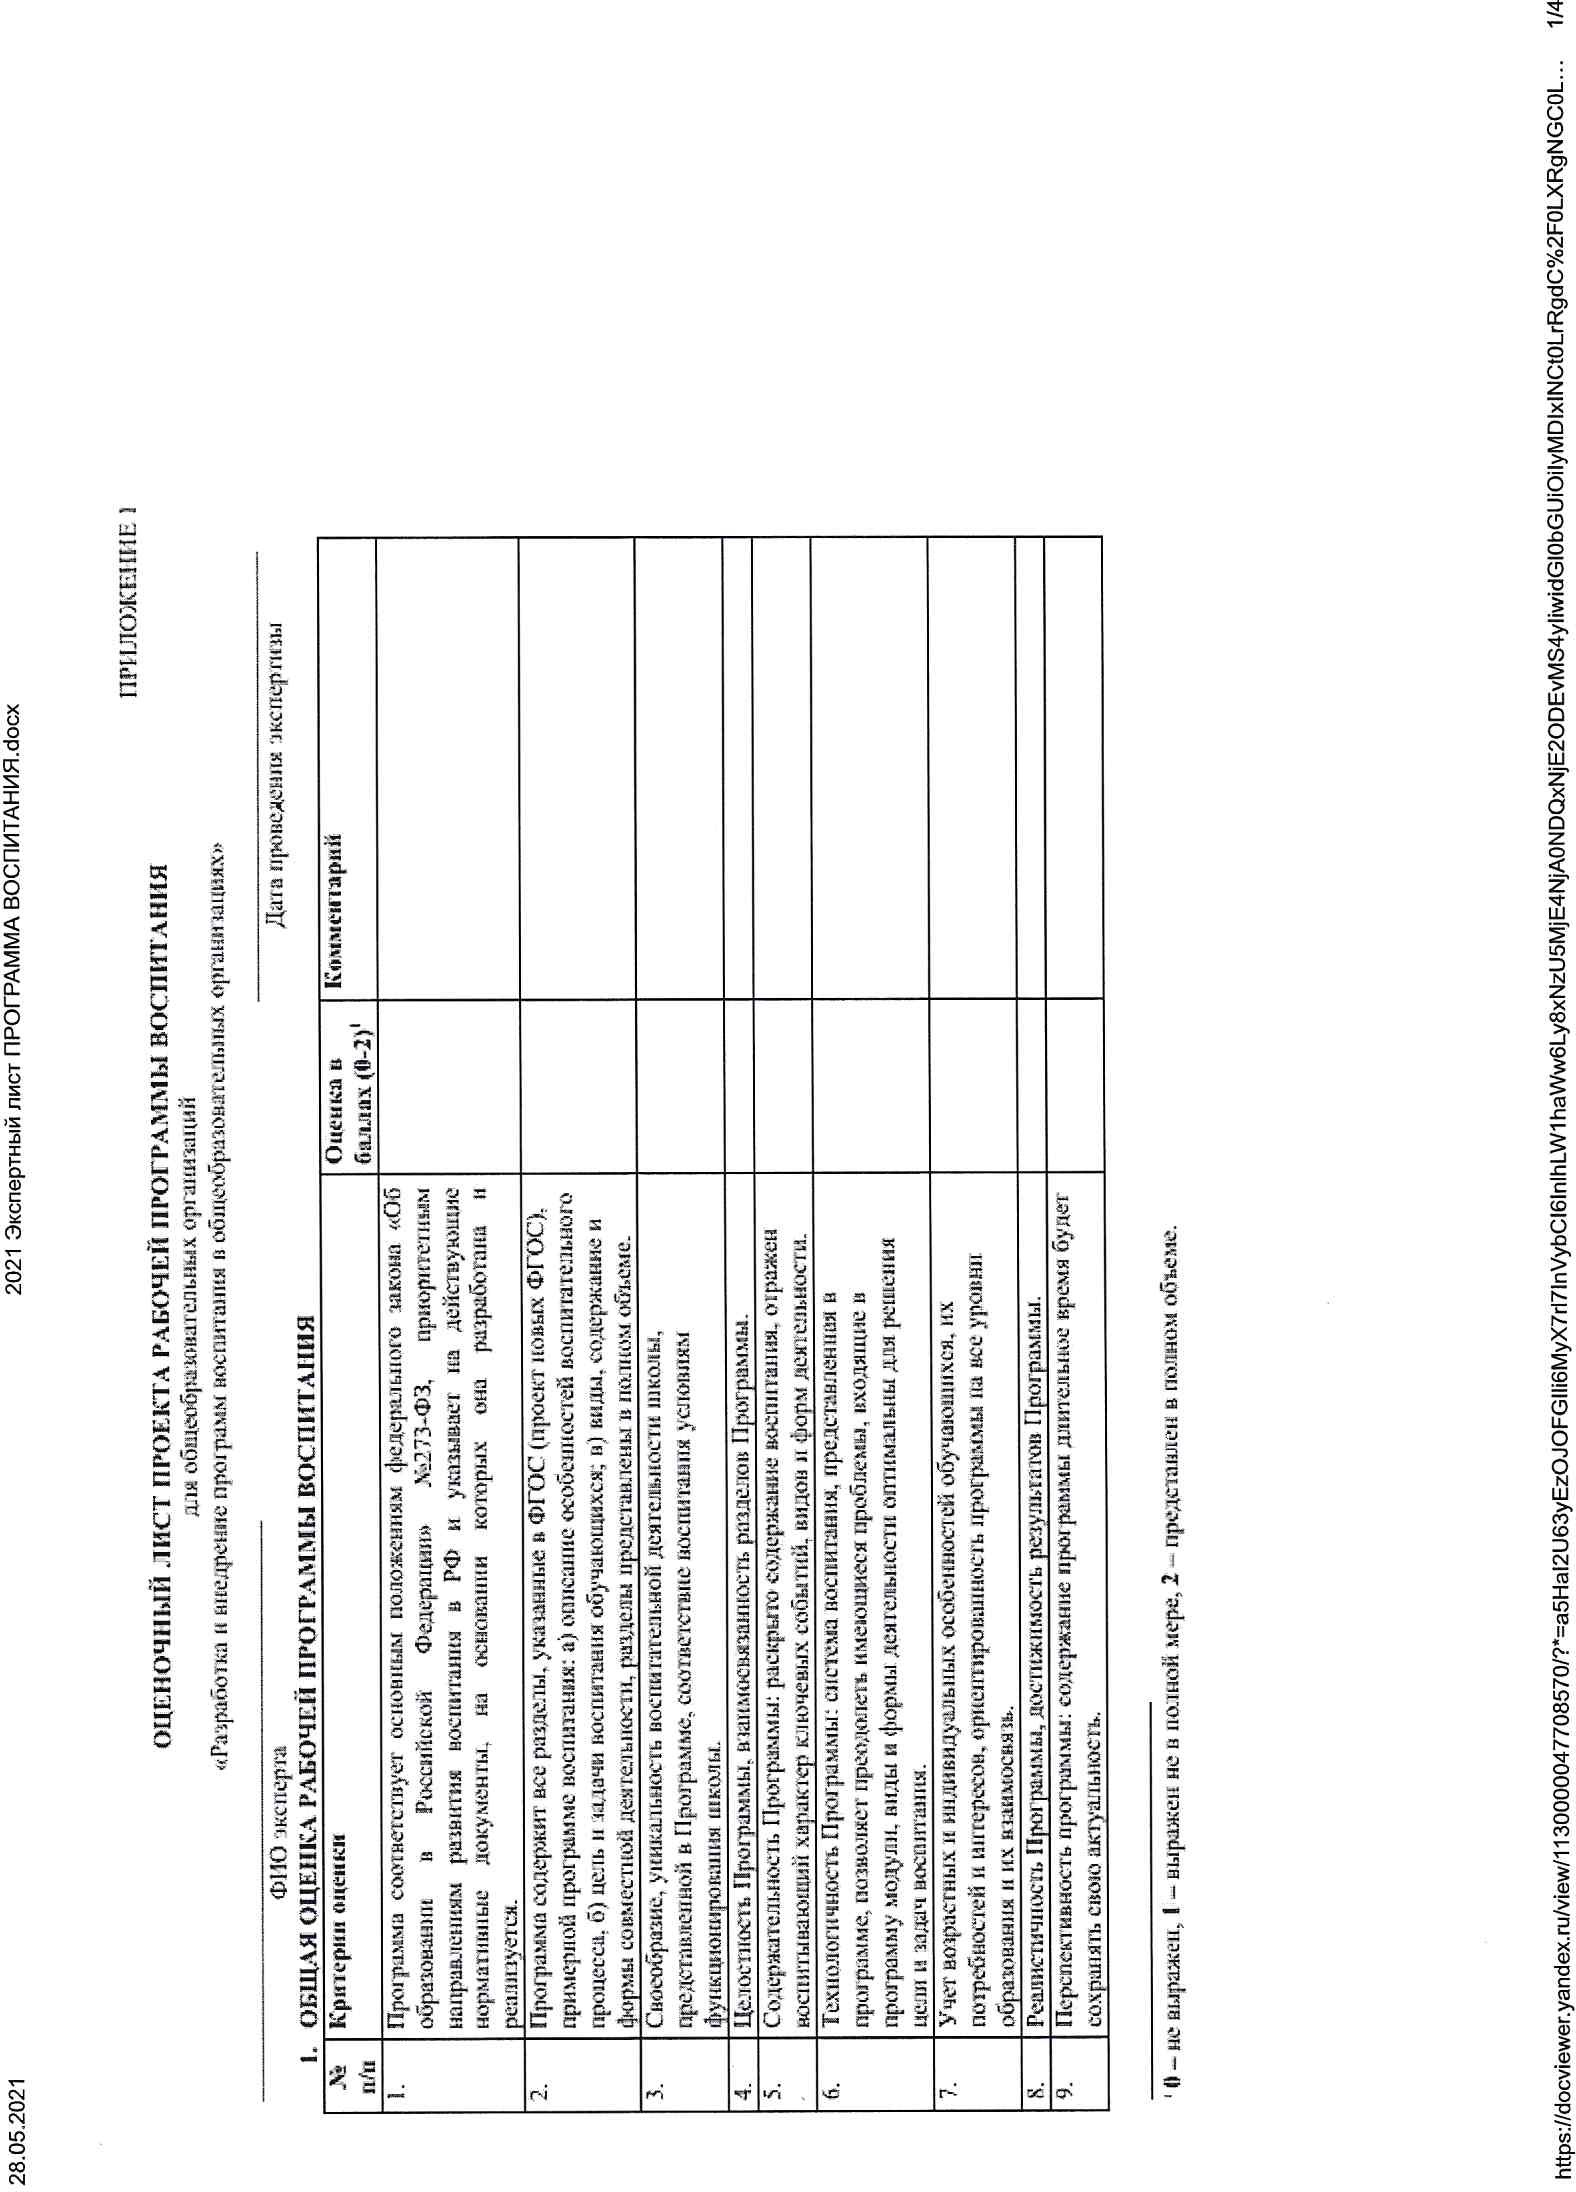 28.05.2021
2021 Экспертный лист ПРОГРАММА ВОСПИТАНИЯ.docx
ПРИЛОЖЕНИЕ 1
ОЦЕНОЧНЫЙ ЛИСТ ПРОЕКТА РАБОЧЕЙ ПРОГРАММЫ ВОСПИТАНИЯ
для общеобразовательных организаций
«Разработка и внедрение программ воспитания в общеобразовательных организациях»
ФИО эксперта
Дата проведения экспертизы
1. ОБЩАЯ ОЦЕНКА РАБОЧЕЙ ПРОГРАММЫ ВОСПИТАНИЯ
№
п/п
Критерии оценки
Оценка в
баллах (0-2)¹
Комментарий
1.
Программа соответствует основным положениям федерального закона «Об
образовании в Российской Федерации» №273-ФЗ, приоритетным
направлениям развития воспитания в РФ и указывает на действующие
нормативные документы, на основании которых она разработана и
реализуется.
2.
Программа содержит все разделы, указанные в ФГОС (проект новых ФГОС),
примерной программе воспитания: а) описание особенностей воспитательного
процесса, б) цель и задачи воспитания обучающихся; в) виды, содержание и
формы совместной деятельности, разделы представлены в полном объеме.
3.
Своеобразие, уникальность воспитательной деятельности школы,
представленной в Программе, соответствие воспитания условиям
функционирования школы.
4.
Целостность Программы, взаимосвязанность разделов Программы.
5.
Содержательность Программы: раскрыто содержание воспитания, отражен
воспитывающий характер ключевых событий, видов и форм деятельности.
6.
Технологичность Программы: система воспитания, представленная в
программе, позволяет преодолеть имеющиеся проблемы, входящие в
программу модули, виды и формы деятельности оптимальны для решения
цели и задач воспитания.
7.
Учет возрастных и индивидуальных особенностей обучающихся, их
потребностей и интересов, ориентированность программы на все уровни
образования и их взаимосвязь.
8.
Реалистичность Программы, достижимость результатов Программы.
9.
Перспективность программы: содержание программы длительное время будет
сохранять свою актуальность.
¹ 0 – не выражен, 1 – выражен не в полной мере, 2 – представлен в полном объеме.
1/4